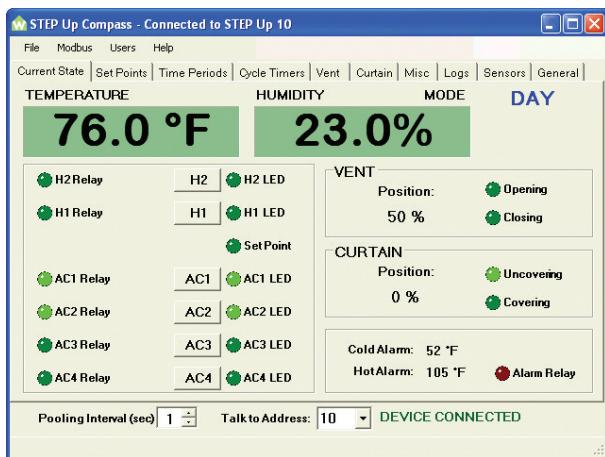 STEP Up Compass - Connected to STEP Up 10
File Modbus Users Help
Current State Set Points Time Periods Cycle Timers Vent Curtain Misc Logs Sensors General
TEMPERATURE HUMIDITY MODE DAY
76.0 °F 23.0%
H2 Relay H2 H2 LED
H1 Relay H1 H1 LED
Set Point
AC1 Relay AC1 AC1 LED
AC2 Relay AC2 AC2 LED
AC3 Relay AC3 AC3 LED
AC4 Relay AC4 AC4 LED
VENT
Position: Opening
50 % Closing
CURTAIN
Position: Uncovering
0 % Covering
Cold Alarm: 52 °F
Hot Alarm: 105 °F Alarm Relay
Pooling Interval (sec) 1 Talk to Address: 10 DEVICE CONNECTED